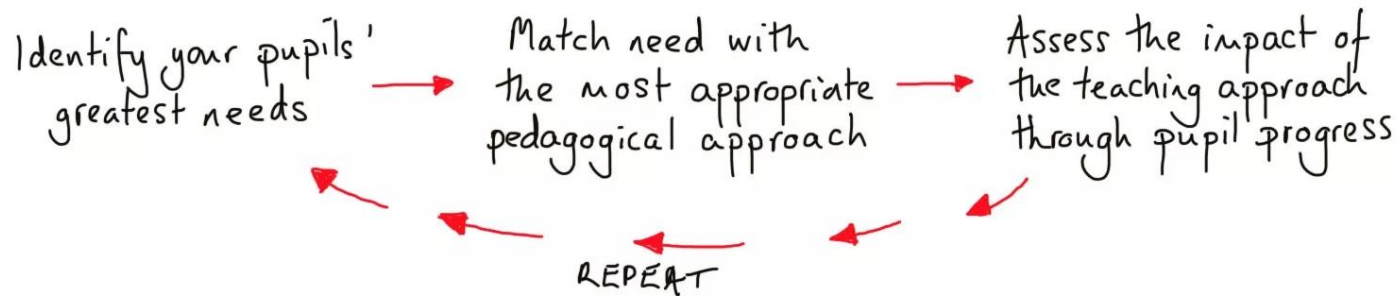 Identify your pupils'
greatest needs
Match need with
the most appropriate
pedagogical approach
Assess the impact of
the teaching approach
through pupil progress
REPEAT